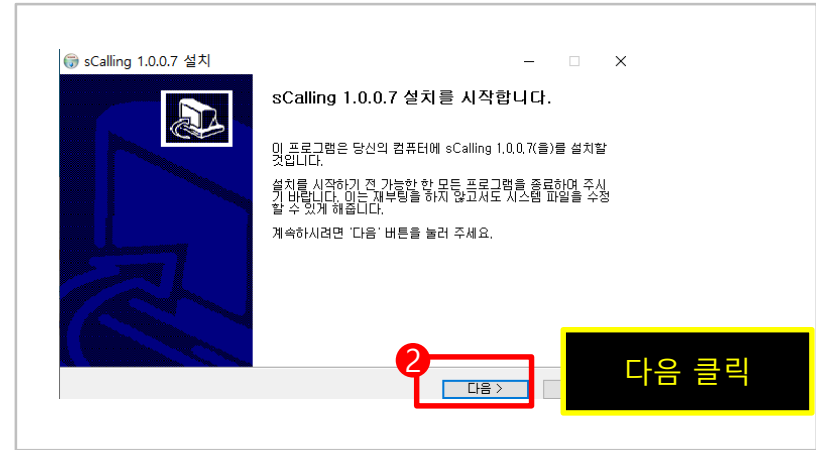 sCalling 1.0.0.7 설치
sCalling 1.0.0.7 설치를 시작합니다.
이 프로그램은 당신의 컴퓨터에 sCalling 1.0.0.7(을)를 설치할
것입니다.
설치를 시작하기 전 가능한 한 모든 프로그램을 종료하여 주시
기 바랍니다. 이는 재부팅을 하지 않고서도 시스템 파일을 수정
할 수 있게 해줍니다.
계속하시려면 '다음' 버튼을 눌러 주세요.
2
다음 >
다음 클릭